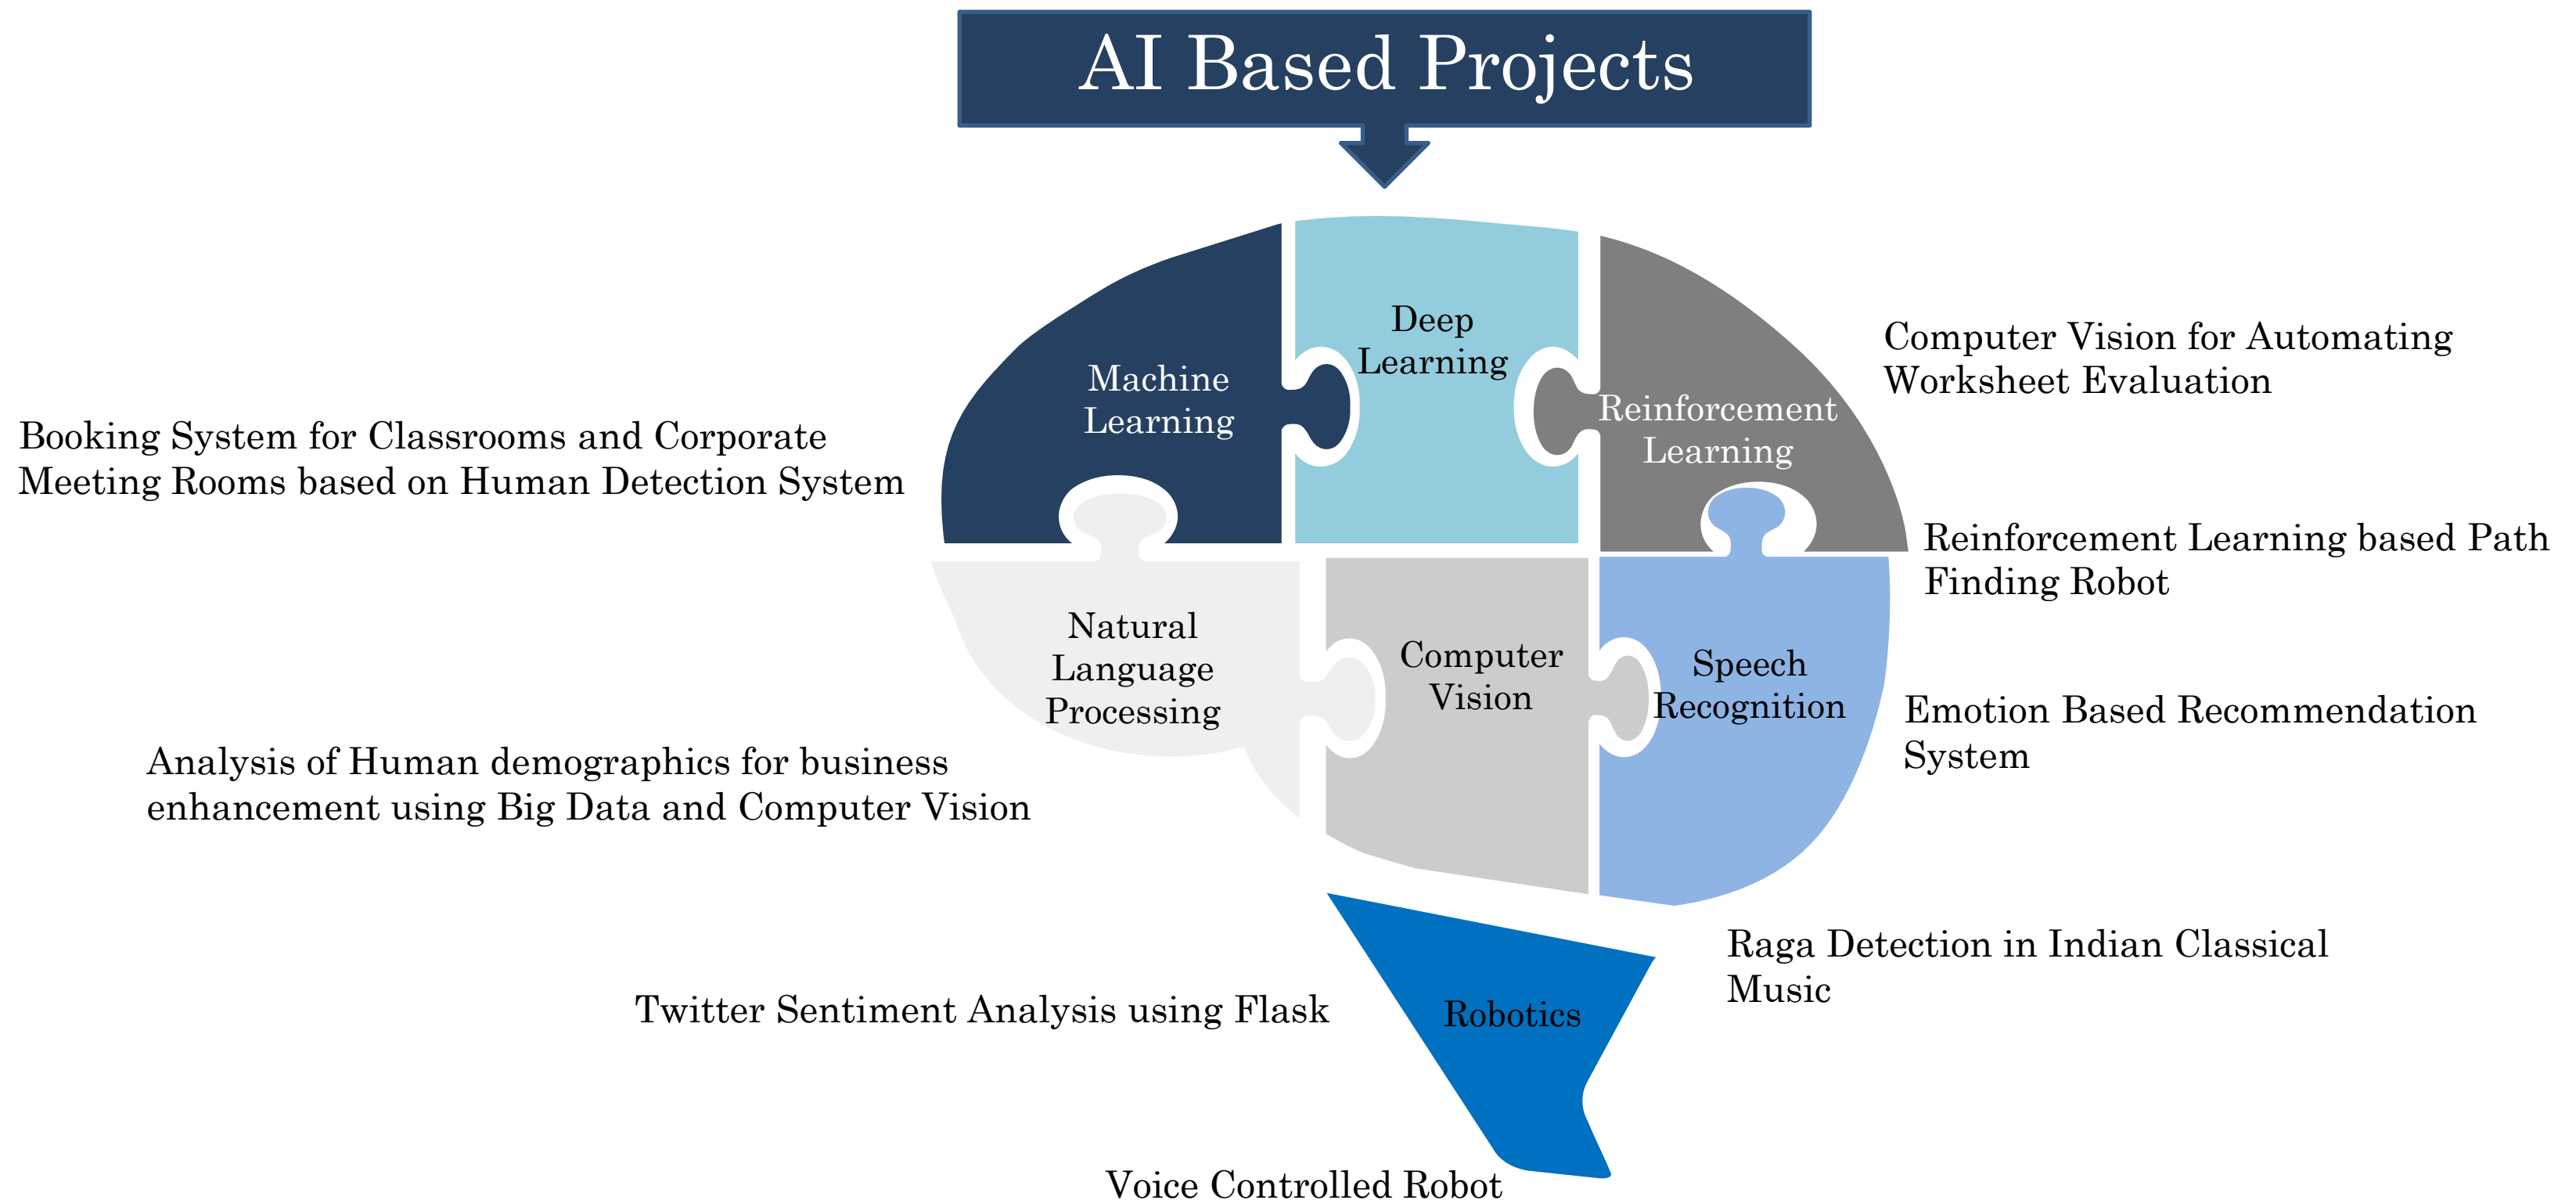 AI Based Projects
Deep
Learning
Machine
Learning
Reinforcement
Learning
Natural
Language
Processing
Computer
Vision
Speech
Recognition
Robotics
Booking System for Classrooms and Corporate
Meeting Rooms based on Human Detection System
Analysis of Human demographics for business
enhancement using Big Data and Computer Vision
Twitter Sentiment Analysis using Flask
Voice Controlled Robot
Computer Vision for Automating
Worksheet Evaluation
Reinforcement Learning based Path
Finding Robot
Emotion Based Recommendation
System
Raga Detection in Indian Classical
Music